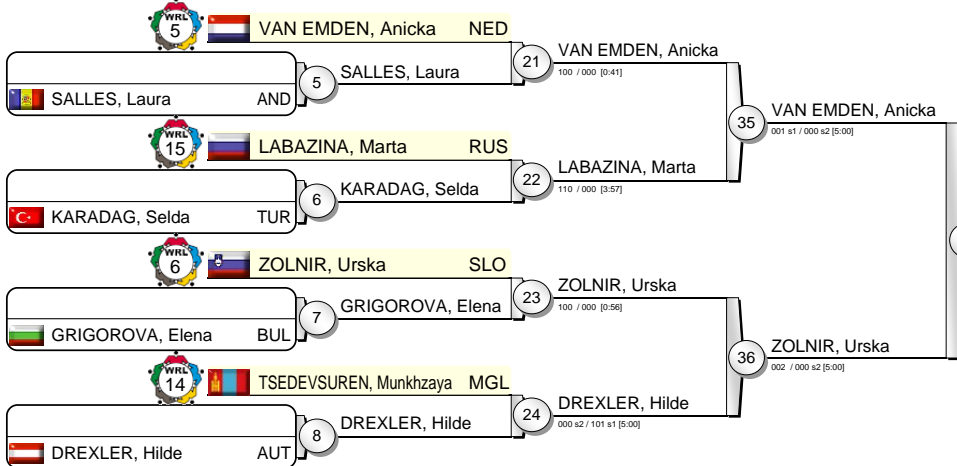 WRL
5
VAN EMDEN, Anicka NED
21
VAN EMDEN, Anicka
100 / 000 [0:41]
5
SALLES, Laura
SALLES, Laura AND
35
VAN EMDEN, Anicka
001 s1 / 000 s2 [5:00]
WRL
15
LABAZINA, Marta RUS
22
LABAZINA, Marta
110 / 000 [3:57]
6
KARADAG, Selda
KARADAG, Selda TUR
WRL
6
ZOLNIR, Urska SLO
23
ZOLNIR, Urska
100 / 000 [0:56]
7
GRIGOROVA, Elena
GRIGOROVA, Elena BUL
36
ZOLNIR, Urska
002 / 000 s2 [5:00]
WRL
14
TSEDEVSUREN, Munkhzaya MGL
24
DREXLER, Hilde
000 s2 / 101 s1 [5:00]
8
DREXLER, Hilde
DREXLER, Hilde AUT